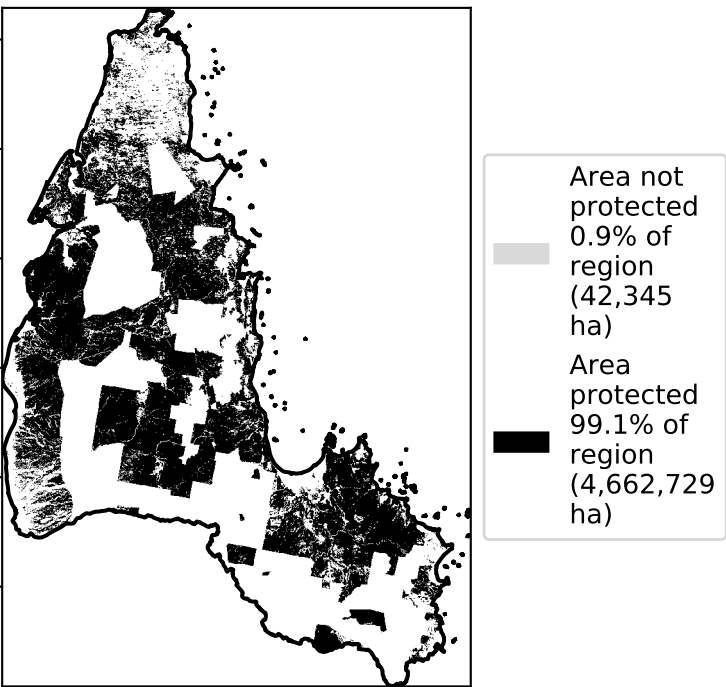 Area not
protected
0.9% of
region
(42,345
ha)
Area
protected
99.1% of
region
(4,662,729
ha)